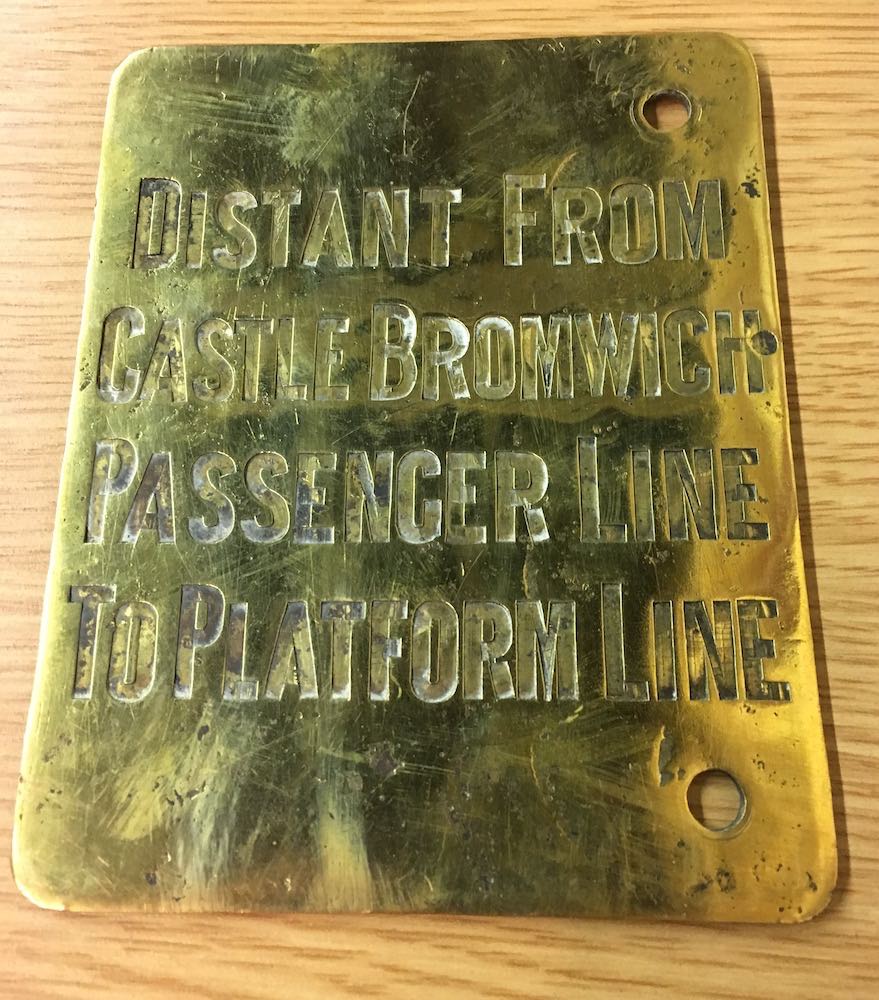 DISTANT FROM
CASTLE BROMWICH
PASSENGER LINE
TO PLATFORM LINE